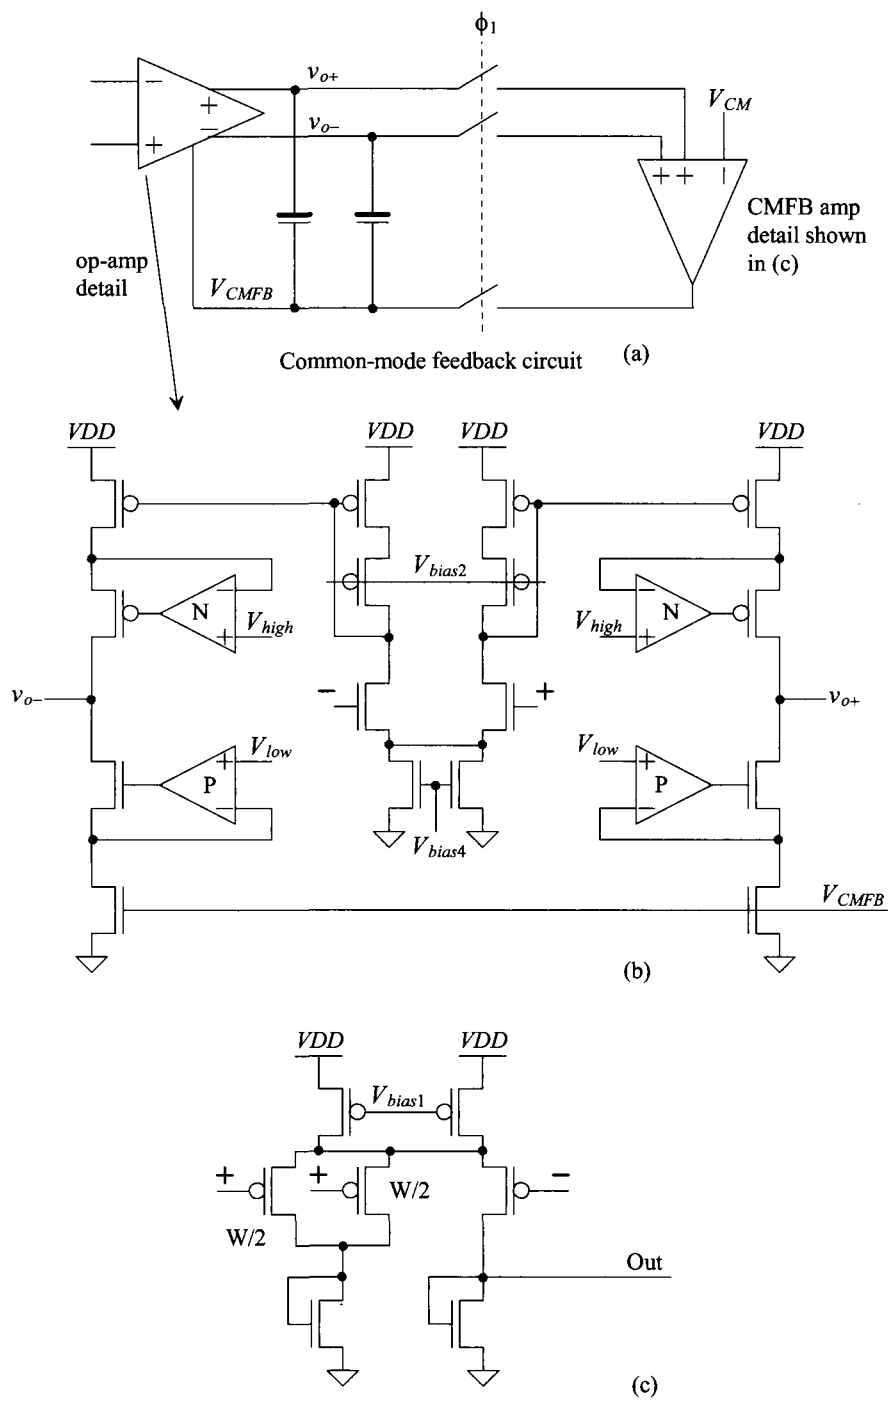 ϕ1
vo+
VCM
vo−
− + −
+ + + −
CMFB amp
detail shown
in (c)
op-amp
detail
VCMFB
Common-mode feedback circuit (a)
VDD VDD VDD VDD
Vbias2
N − − N
Vhigh + Vhigh +
− +
vo− vo+
Vlow + Vlow +
P − − P
Vbias4
VCMFB
(b)
VDD VDD
Vbias1
+ + −
W/2
W/2
Out
(c)